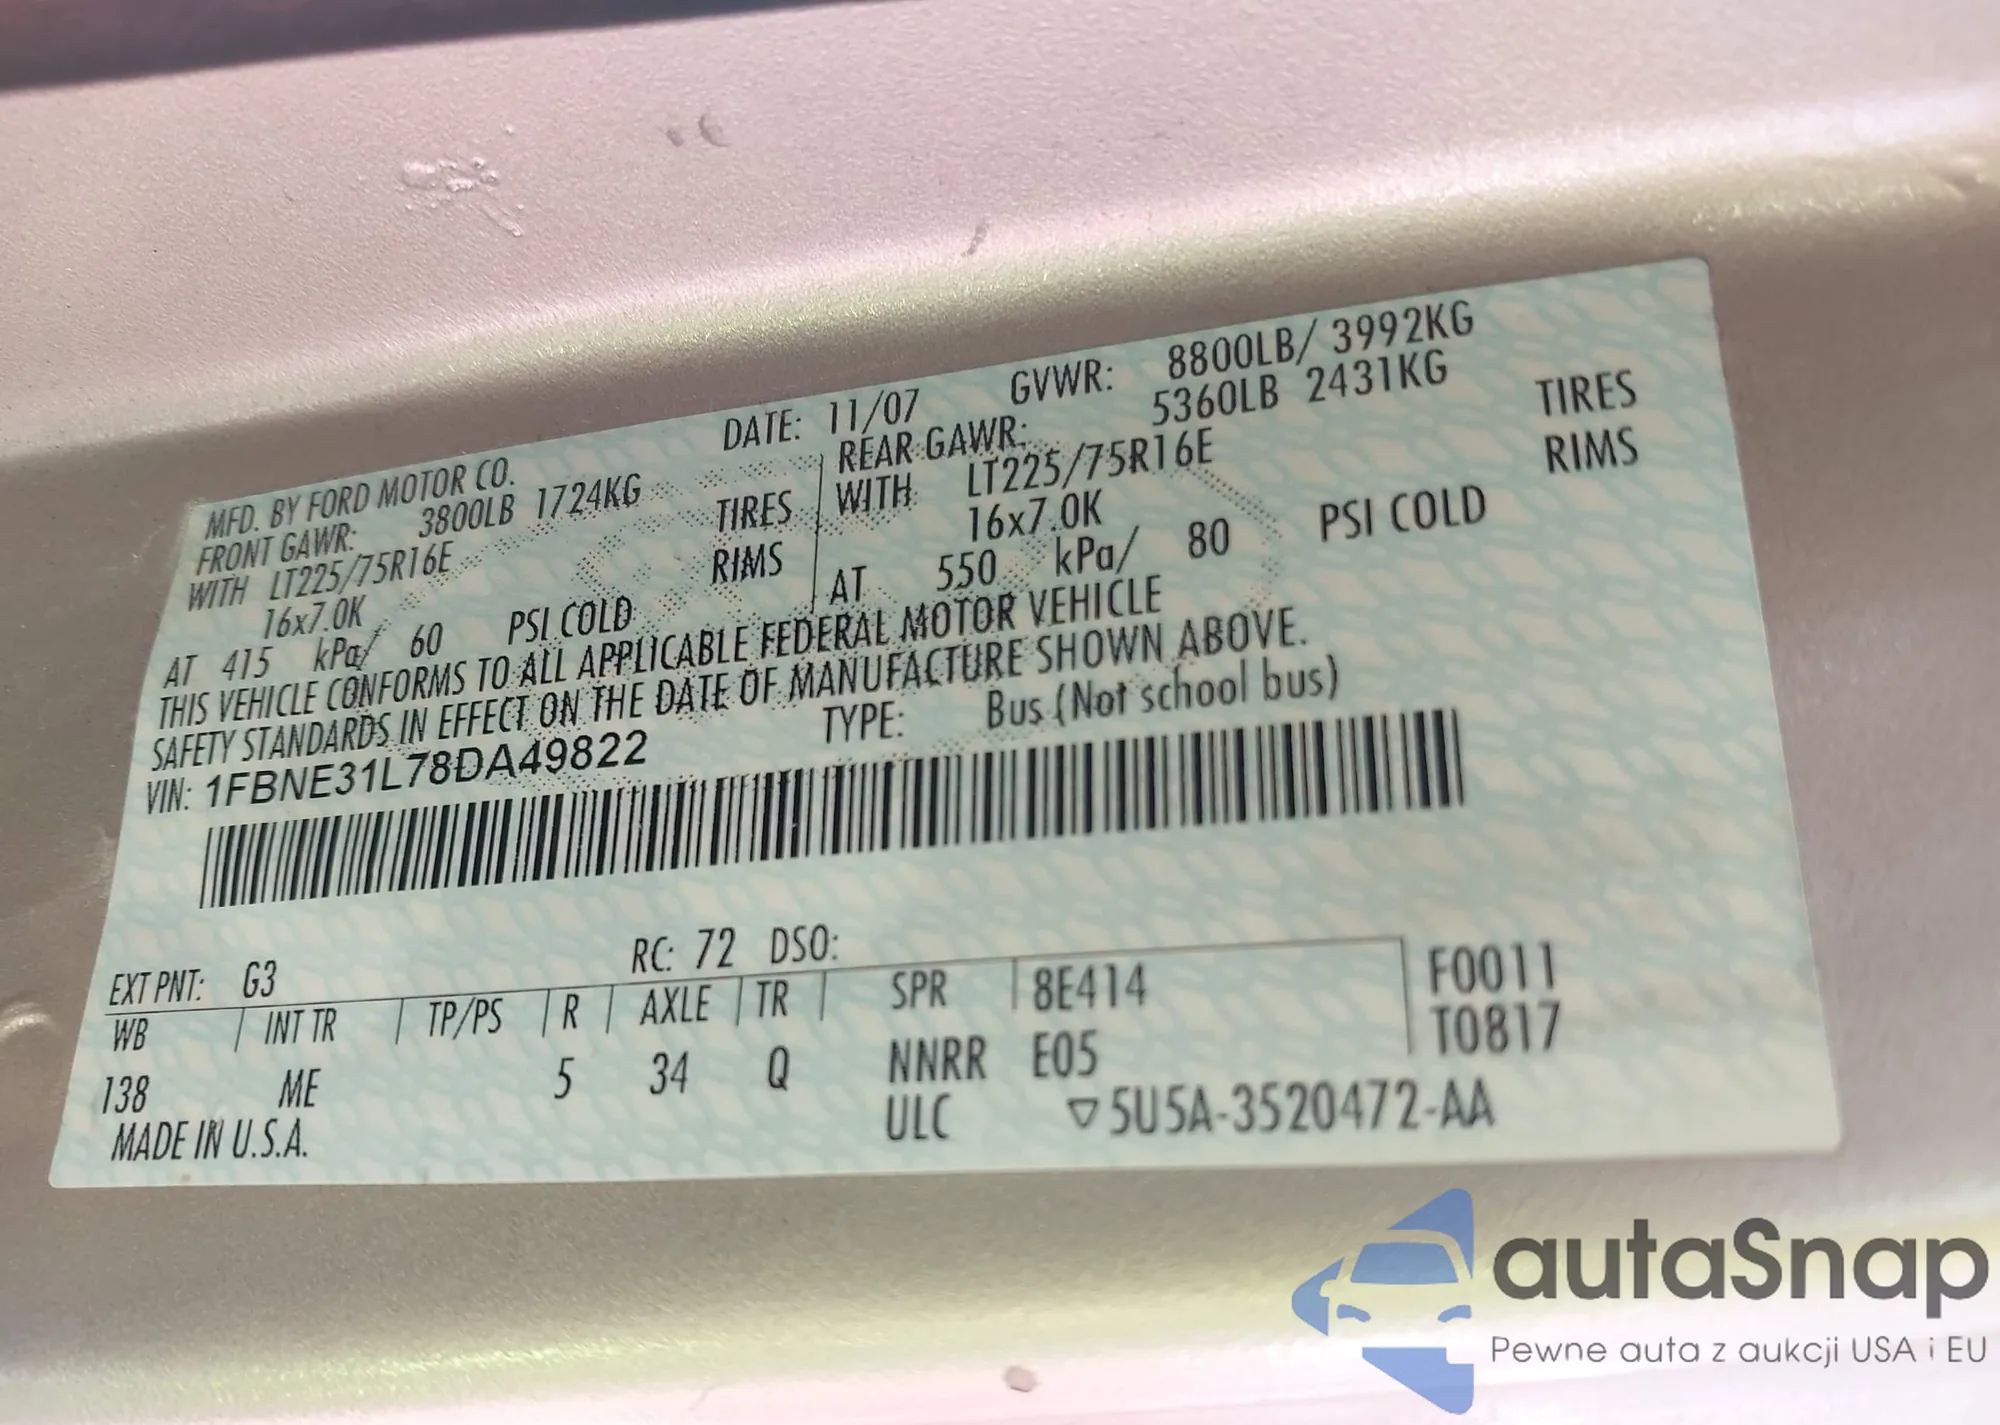 MFD. BY FORD MOTOR CO. DATE: 11/07 GVWR: 8800LB/ 3992KG
FRONT GAWR: 3800LB 1724KG REAR GAWR: 5360LB 2431KG
WITH LT225/75R16E TIRES WITH LT225/75R16E TIRES
16x7.0K RIMS 16x7.0K RIMS
AT 415 kPa/ 60 PSI COLD AT 550 kPa/ 80 PSI COLD
THIS VEHICLE CONFORMS TO ALL APPLICABLE FEDERAL MOTOR VEHICLE
SAFETY STANDARDS IN EFFECT ON THE DATE OF MANUFACTURE SHOWN ABOVE.
VIN: 1FBNE31L78DA49822 TYPE: Bus (Not school bus)
EXT PNT: G3 RC: 72 DSO:
WB INT TR TP/PS R AXLE TR SPR 8E414 F0011
138 ME 5 34 Q NNRR E05 T0817
MADE IN U.S.A. ULC ▽5U5A-3520472-AA
autaSnap
Pewne auta z aukcji USA i EU